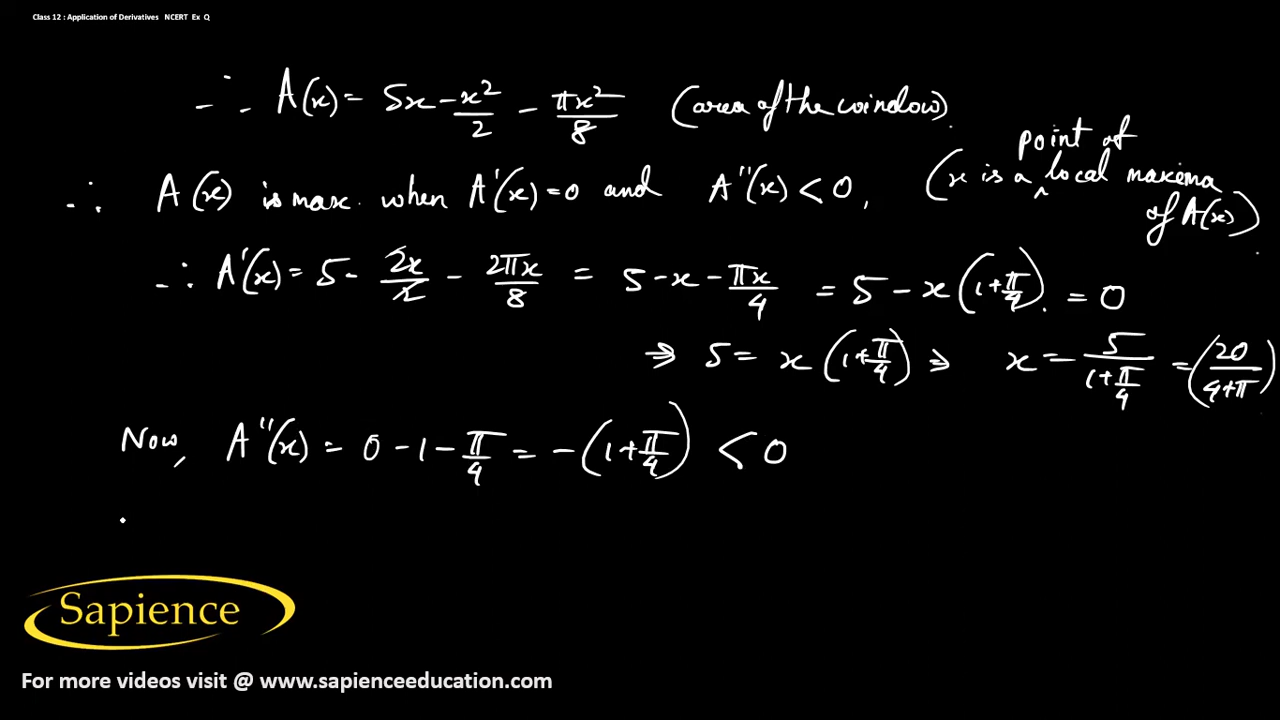 Class 12 : Application of Derivatives NCERT Ex Q
∴ A(x) = 5x - x²/2 - πx²/8 (area of the window).
∴ A(x) is max. when A'(x) = 0 and A''(x) < 0, (x is a point of local maxima of A(x))
∴ A'(x) = 5 - 2x/2 - 2πx/8 = 5 - x - πx/4 = 5 - x(1+π/4) = 0
⇒ 5 = x(1+π/4) ⇒ x = 5/(1+π/4) = (20/(4+π))
Now, A''(x) = 0 - 1 - π/4 = -(1+π/4) < 0
Sapience
For more videos visit @ www.sapienceeducation.com